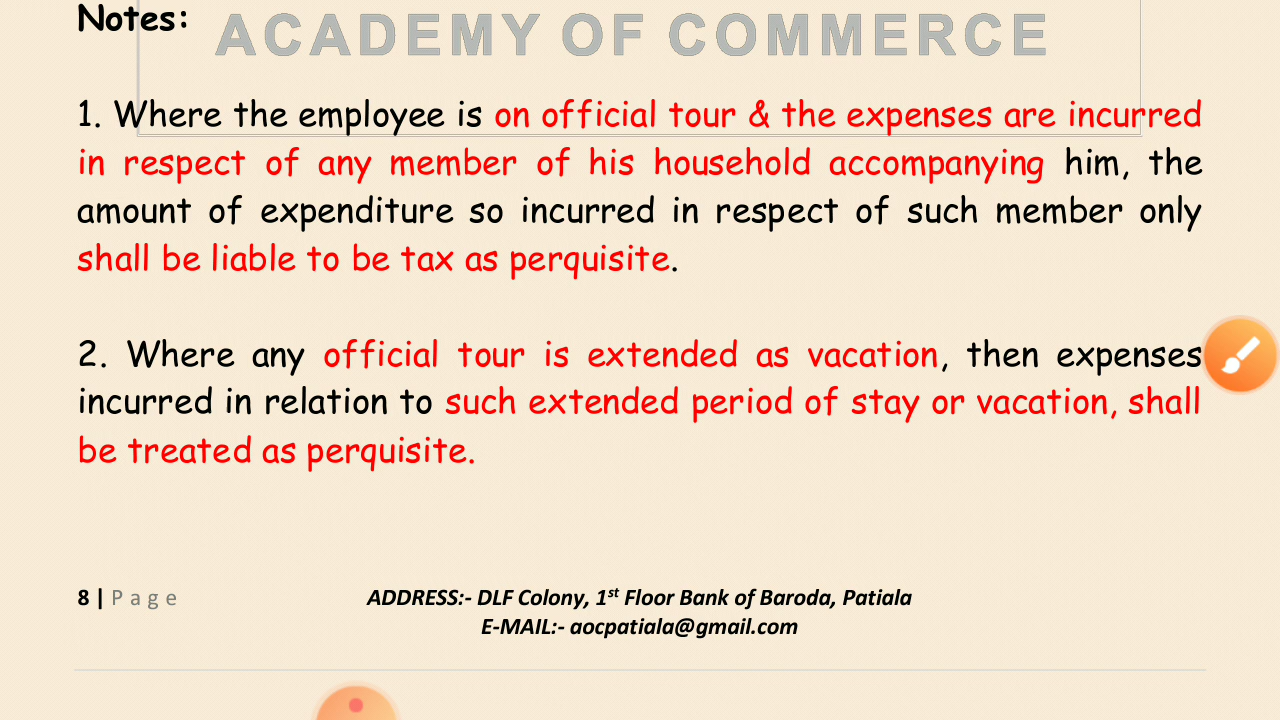 Notes:
ACADEMY OF COMMERCE
1. Where the employee is on official tour & the expenses are incurred
in respect of any member of his household accompanying him, the
amount of expenditure so incurred in respect of such member only
shall be liable to be tax as perquisite.
2. Where any official tour is extended as vacation, then expenses
incurred in relation to such extended period of stay or vacation, shall
be treated as perquisite.
8 | Page
ADDRESS:- DLF Colony, 1st Floor Bank of Baroda, Patiala
E-MAIL:- aocpatiala@gmail.com